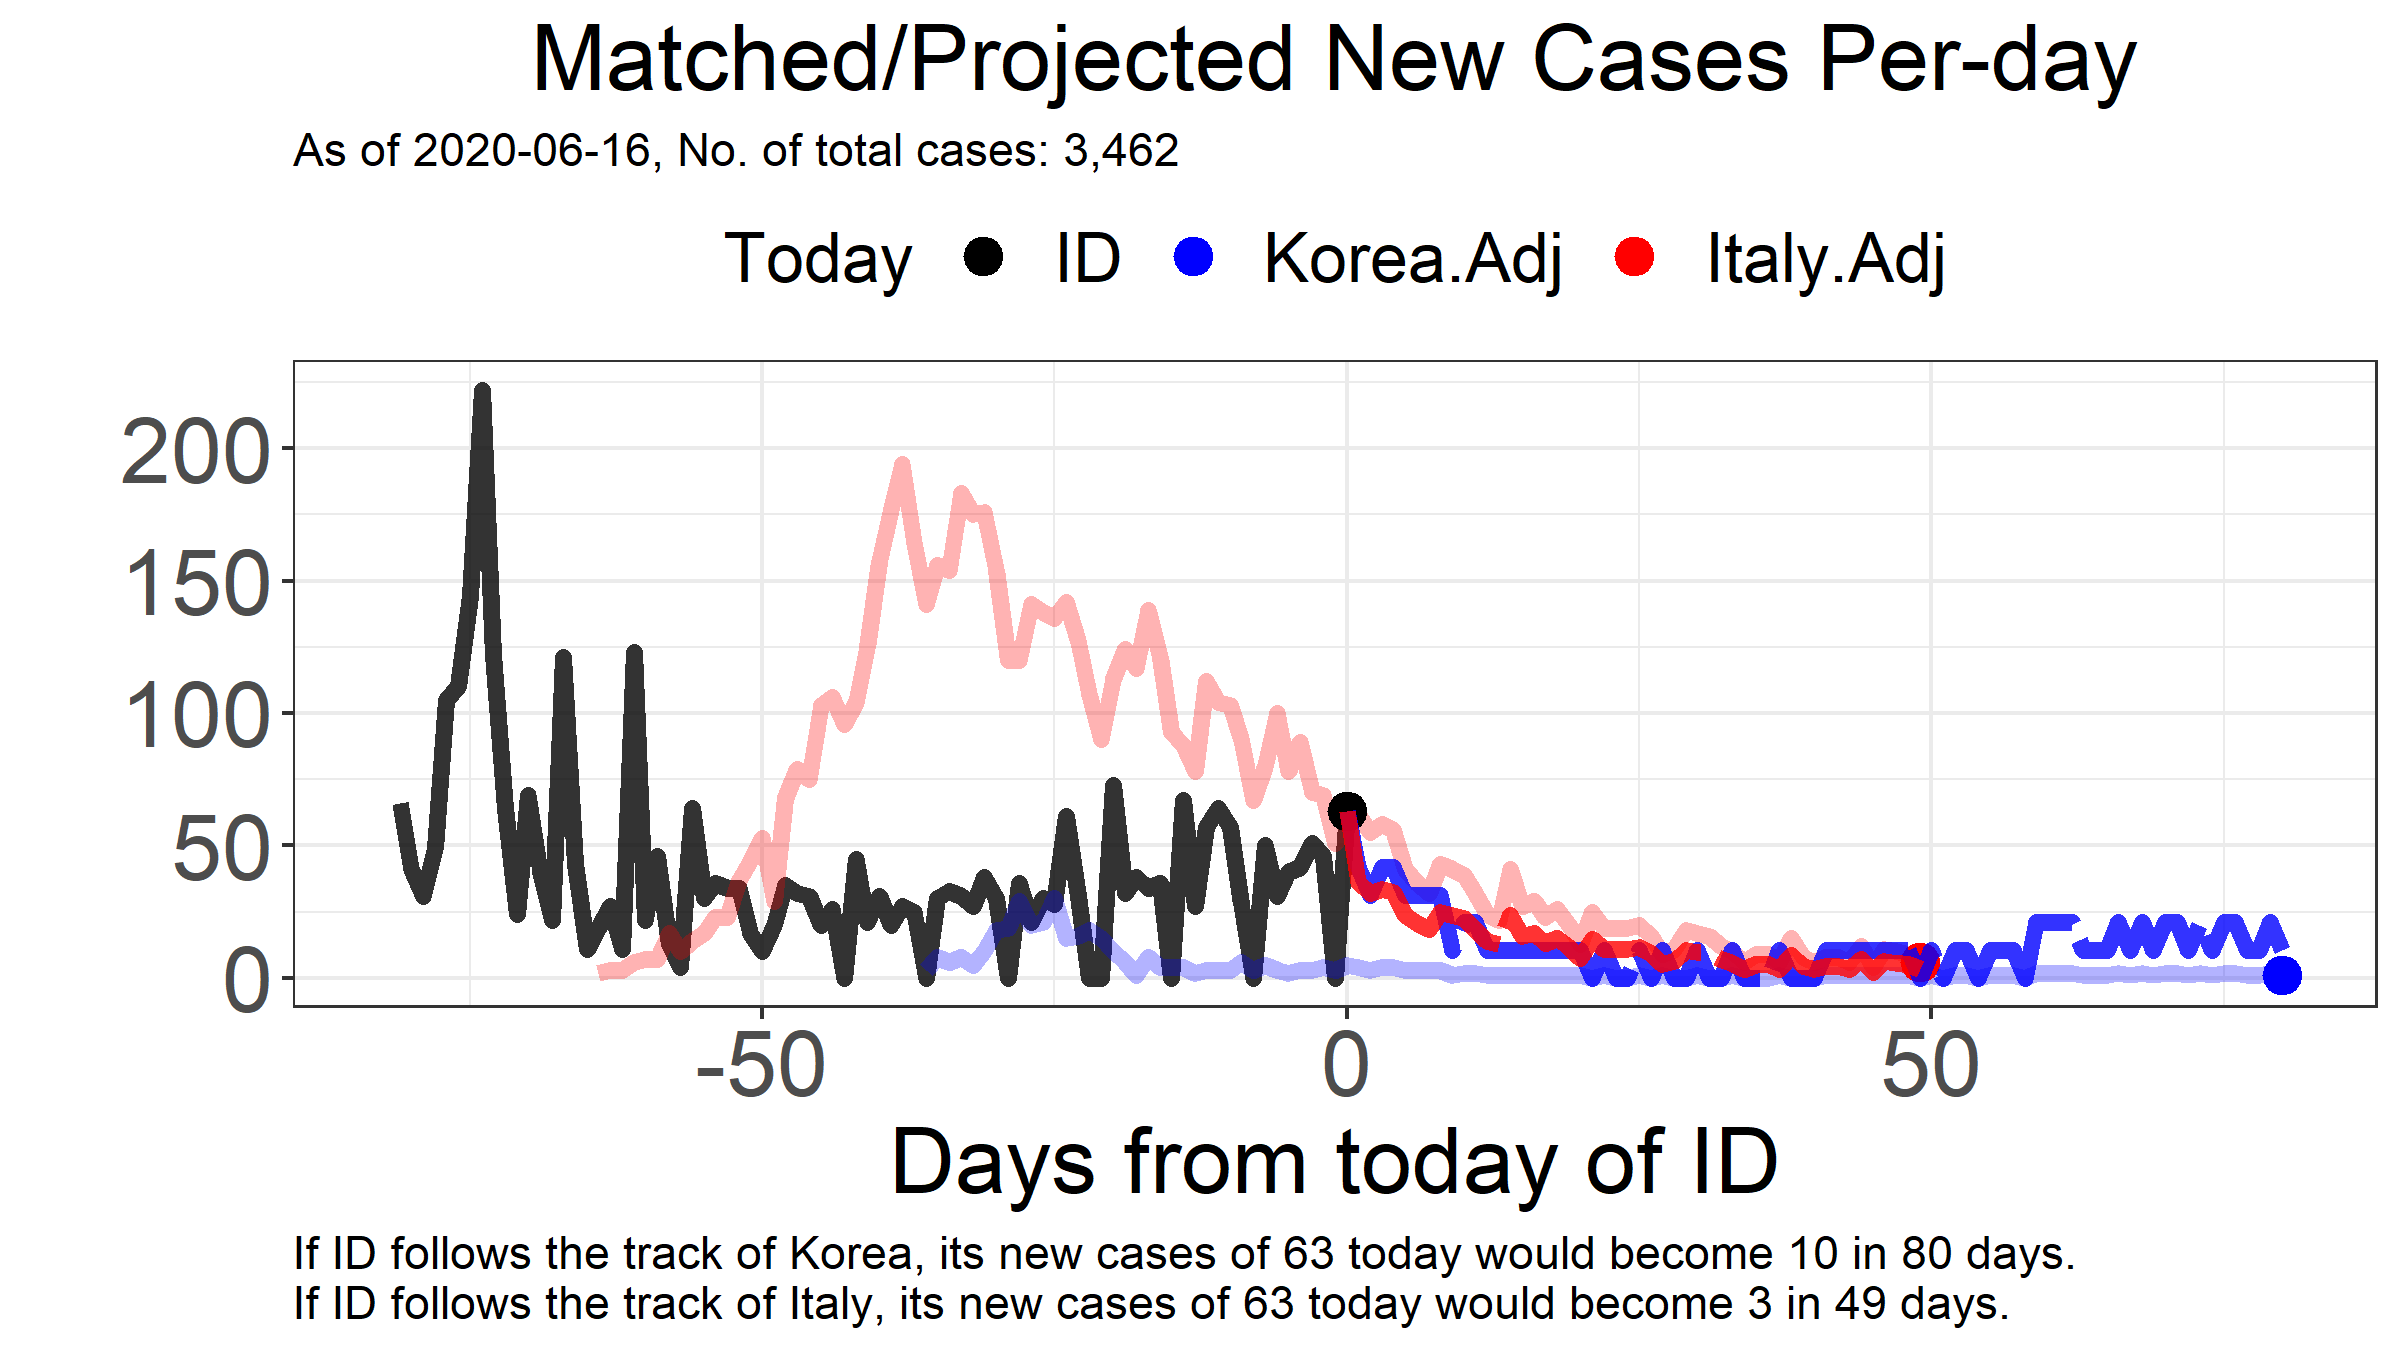 Matched/Projected New Cases Per-day
As of 2020-06-16, No. of total cases: 3,462
Today ID Korea.Adj Italy.Adj
200
150
100
50
0
-50 0 50
Days from today of ID
If ID follows the track of Korea, its new cases of 63 today would become 10 in 80 days.
If ID follows the track of Italy, its new cases of 63 today would become 3 in 49 days.